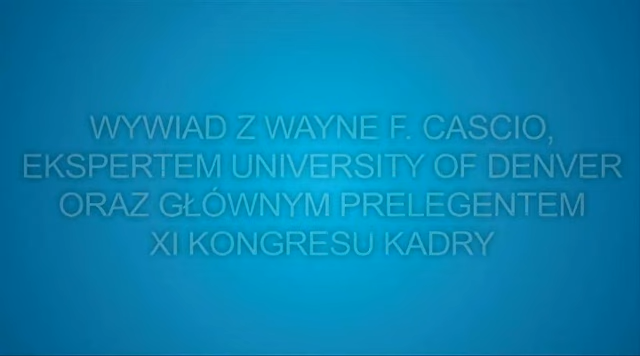 WYWIAD Z WAYNE F. CASCIO,
EKSPERTEM UNIVERSITY OF DENVER
ORAZ GŁÓWNYM PRELEGENTEM
XI KONGRESU KADRY